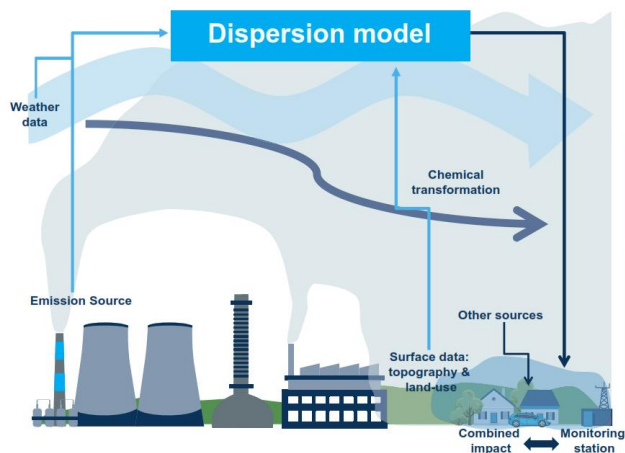 Dispersion model
Weather
data
Chemical
transformation
Emission Source
Other sources
Surface data:
topography &
land-use
Combined
impact
Monitoring
station